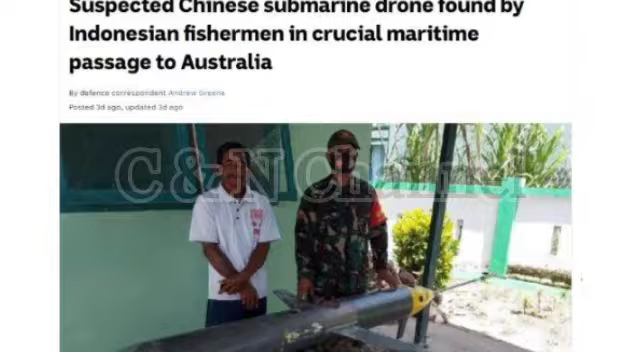 Suspected Chinese submarine drone found by
Indonesian fishermen in crucial maritime
passage to Australia
By defence correspondent Andrew Greene
Posted 3d ago, updated 3d ago
C&N Channel